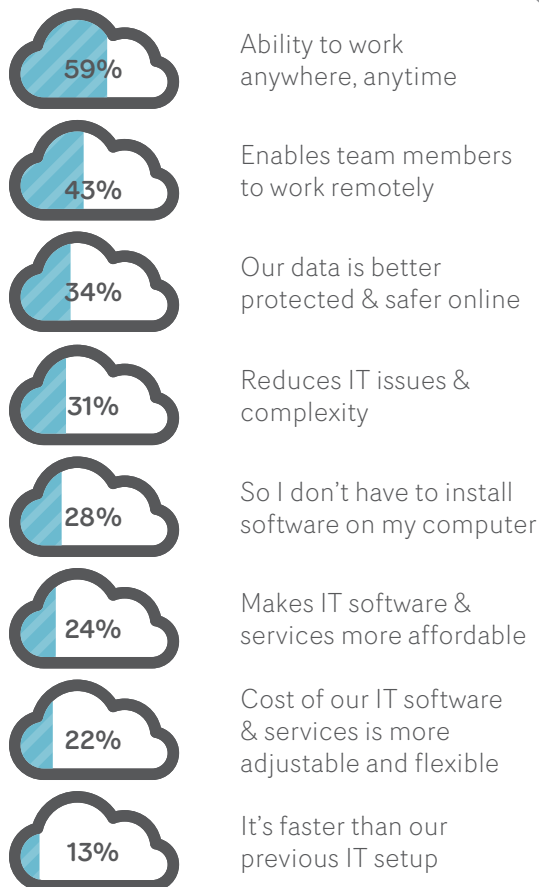 59%
Ability to work
anywhere, anytime
43%
Enables team members
to work remotely
34%
Our data is better
protected & safer online
31%
Reduces IT issues &
complexity
28%
So I don’t have to install
software on my computer
24%
Makes IT software &
services more affordable
22%
Cost of our IT software
& services is more
adjustable and flexible
13%
It’s faster than our
previous IT setup